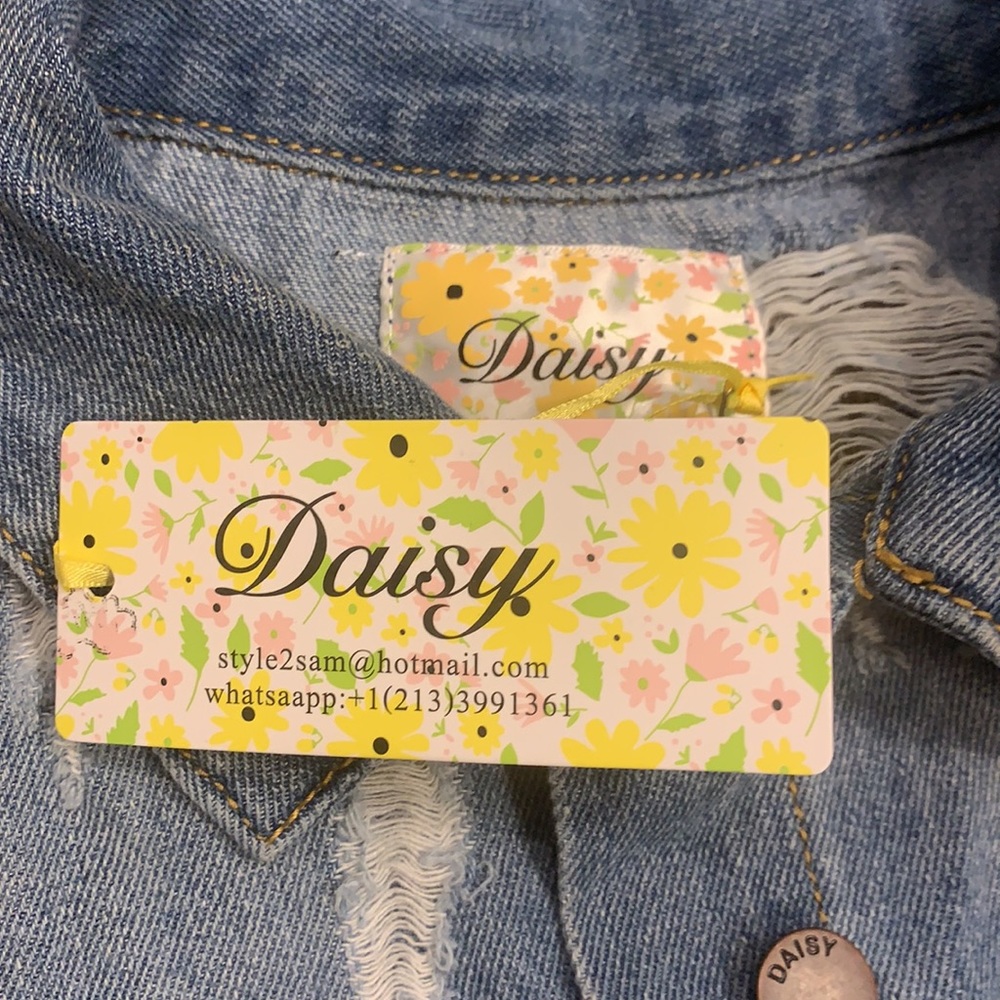 Daisy
Daisy
style2sam@hotmail.com
whatsaapp:+1(213)3991361
DAISY